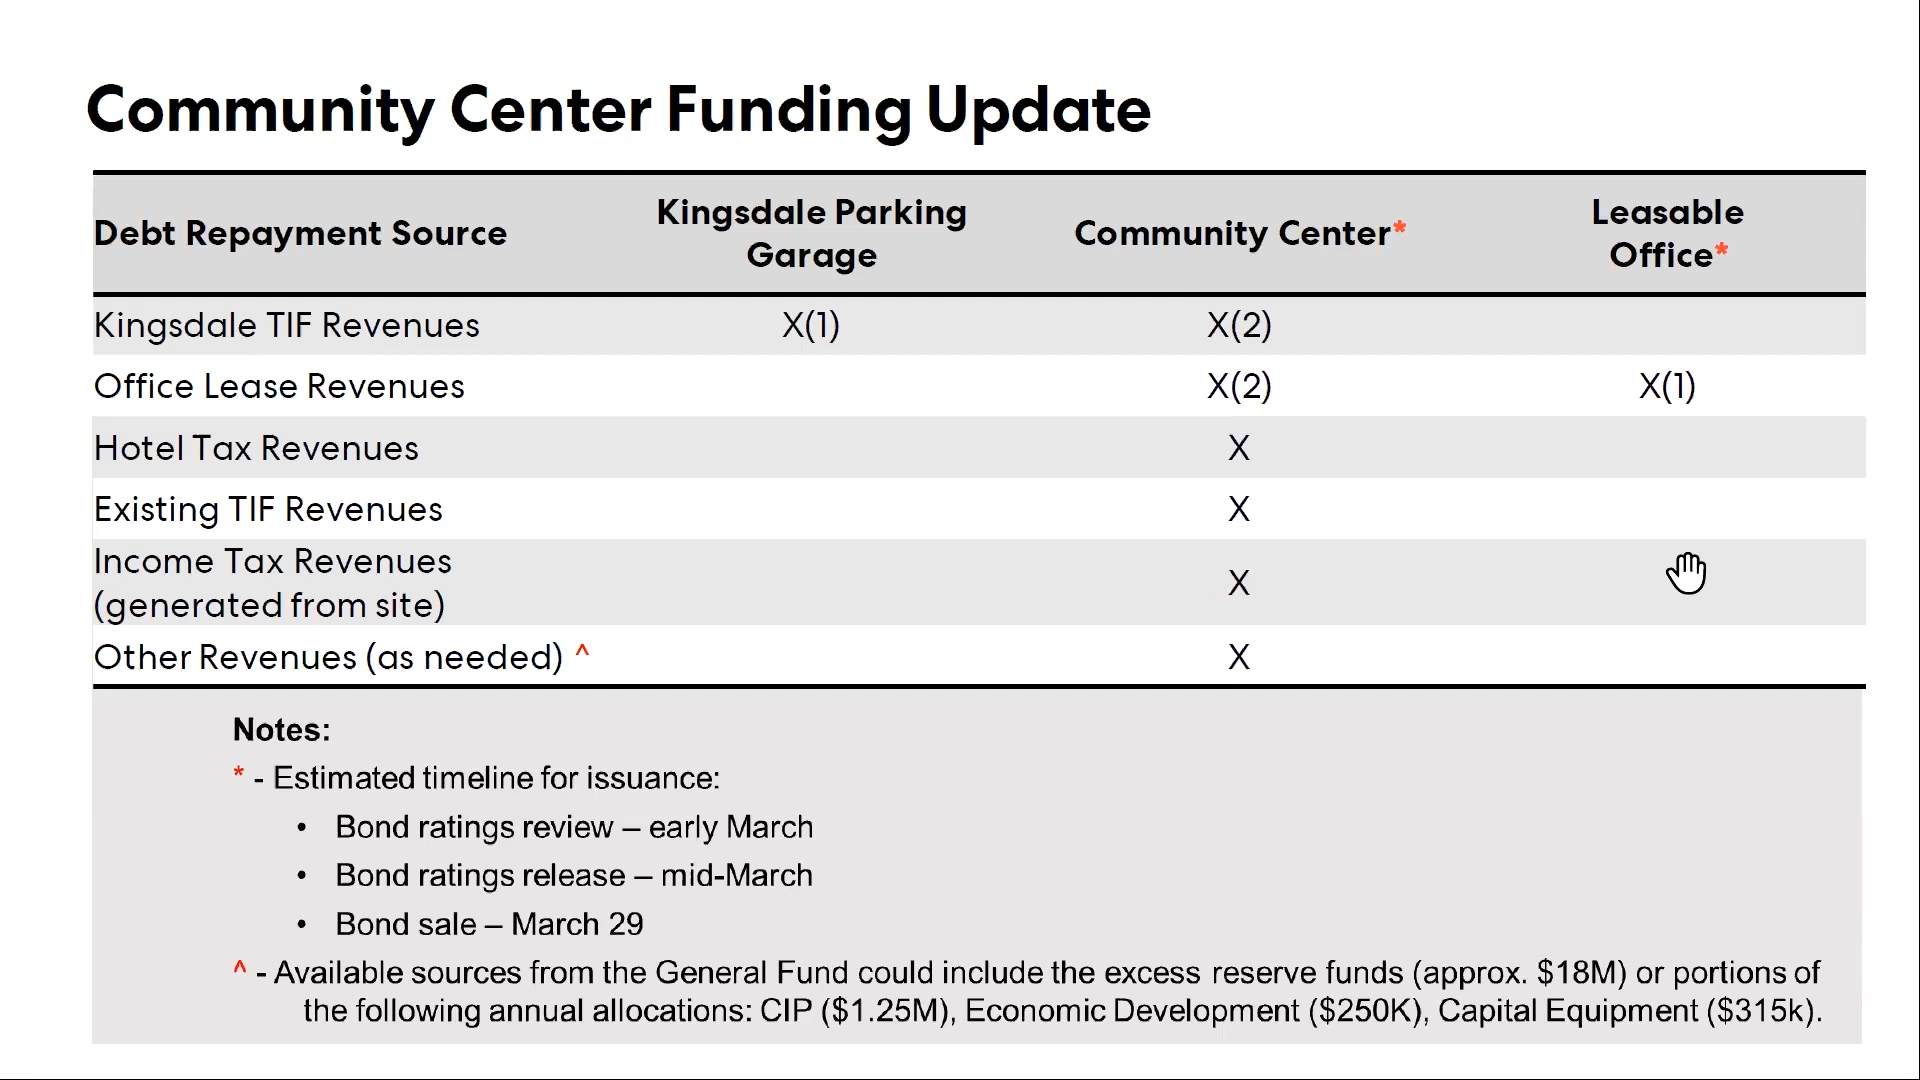 Community Center Funding Update
Debt Repayment Source
Kingsdale Parking
Garage
Community Center*
Leasable
Office*
Kingsdale TIF Revenues X(1) X(2)
Office Lease Revenues X(2) X(1)
Hotel Tax Revenues X
Existing TIF Revenues X
Income Tax Revenues
(generated from site) X
Other Revenues (as needed) ^ X
Notes:
* - Estimated timeline for issuance:
• Bond ratings review – early March
• Bond ratings release – mid-March
• Bond sale – March 29
^ - Available sources from the General Fund could include the excess reserve funds (approx. $18M) or portions of
the following annual allocations: CIP ($1.25M), Economic Development ($250K), Capital Equipment ($315k).